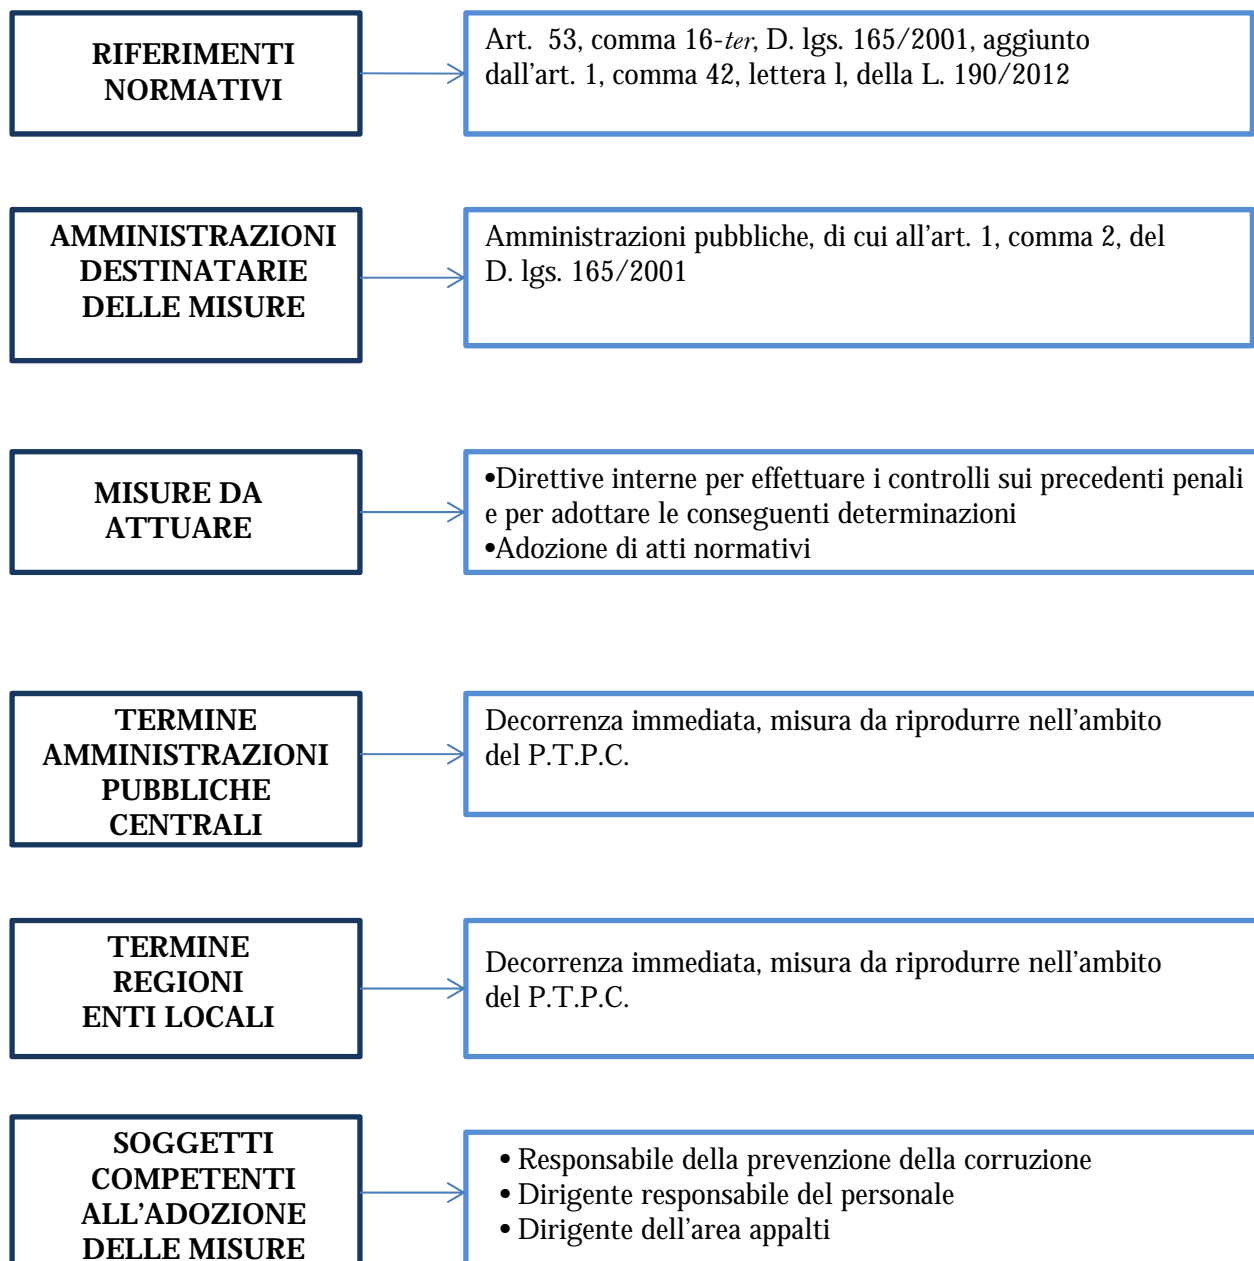 RIFERIMENTI
NORMATIVI
Art. 53, comma 16-ter, D. lgs. 165/2001, aggiunto
dall’art. 1, comma 42, lettera l, della L. 190/2012
AMMINISTRAZIONI
DESTINATARIE
DELLE MISURE
Amministrazioni pubbliche, di cui all’art. 1, comma 2, del
D. lgs. 165/2001
MISURE DA
ATTUARE
•Direttive interne per effettuare i controlli sui precedenti penali
e per adottare le conseguenti determinazioni
•Adozione di atti normativi
TERMINE
AMMINISTRAZIONI
PUBBLICHE
CENTRALI
Decorrenza immediata, misura da riprodurre nell’ambito
del P.T.P.C.
TERMINE
REGIONI
ENTI LOCALI
Decorrenza immediata, misura da riprodurre nell’ambito
del P.T.P.C.
SOGGETTI
COMPETENTI
ALL’ADOZIONE
DELLE MISURE
• Responsabile della prevenzione della corruzione
• Dirigente responsabile del personale
• Dirigente dell’area appalti